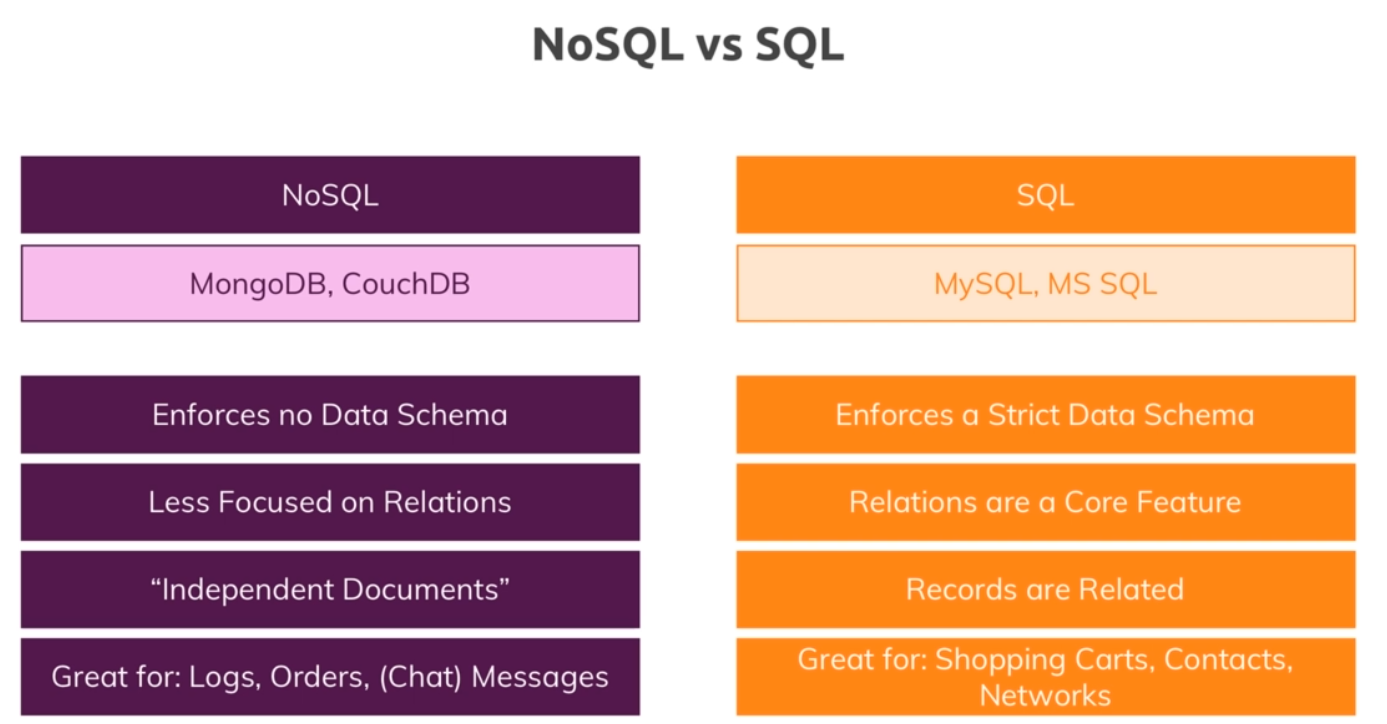 NoSQL vs SQL
NoSQL
SQL
MongoDB, CouchDB
MySQL, MS SQL
Enforces no Data Schema
Enforces a Strict Data Schema
Less Focused on Relations
Relations are a Core Feature
“Independent Documents”
Records are Related
Great for: Logs, Orders, (Chat) Messages
Great for: Shopping Carts, Contacts,
Networks